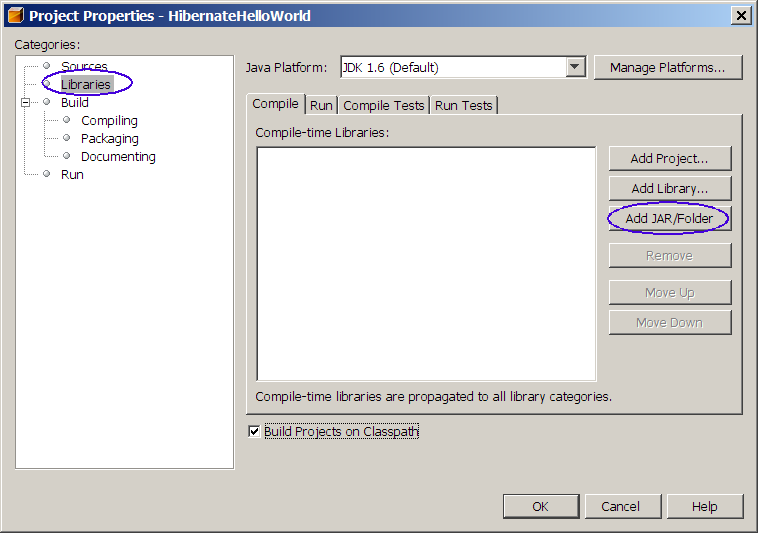 Project Properties - HibernateHelloWorld
Categories:
Sources
Libraries
Build
Compiling
Packaging
Documenting
Run
Java Platform: JDK 1.6 (Default) Manage Platforms...
Compile Run Compile Tests Run Tests
Compile-time Libraries:
Add Project...
Add Library...
Add JAR/Folder
Remove
Move Up
Move Down
Compile-time libraries are propagated to all library categories.
Build Projects on Classpath
OK Cancel Help